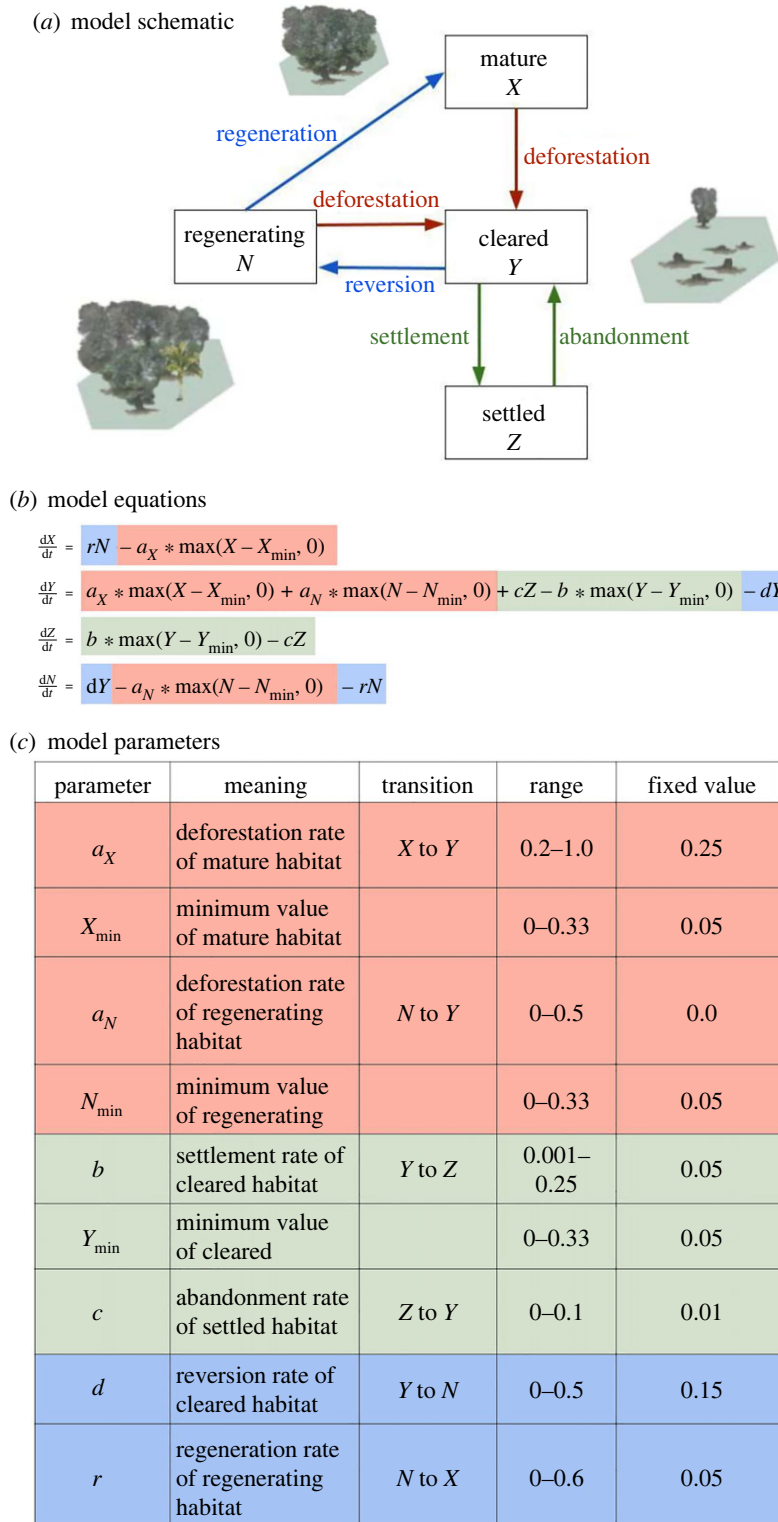 (a) model schematic
mature
X
regeneration
deforestation
deforestation
regenerating
N
cleared
Y
reversion
settlement
abandonment
settled
Z
(b) model equations
dX/dt = rN – a_X * max(X – X_min, 0)
dY/dt = a_X * max(X – X_min, 0) + a_N * max(N – N_min, 0) + cZ – b * max(Y – Y_min, 0) – dY
dZ/dt = b * max(Y – Y_min, 0) – cZ
dN/dt = dY – a_N * max(N – N_min, 0) – rN
(c) model parameters
parameter meaning transition range fixed value
a_X deforestation rate of mature habitat X to Y 0.2–1.0 0.25
X_min minimum value of mature habitat 0–0.33 0.05
a_N deforestation rate of regenerating habitat N to Y 0–0.5 0.0
N_min minimum value of regenerating 0–0.33 0.05
b settlement rate of cleared habitat Y to Z 0.001–0.25 0.05
Y_min minimum value of cleared 0–0.33 0.05
c abandonment rate of settled habitat Z to Y 0–0.1 0.01
d reversion rate of cleared habitat Y to N 0–0.5 0.15
r regeneration rate of regenerating habitat N to X 0–0.6 0.05